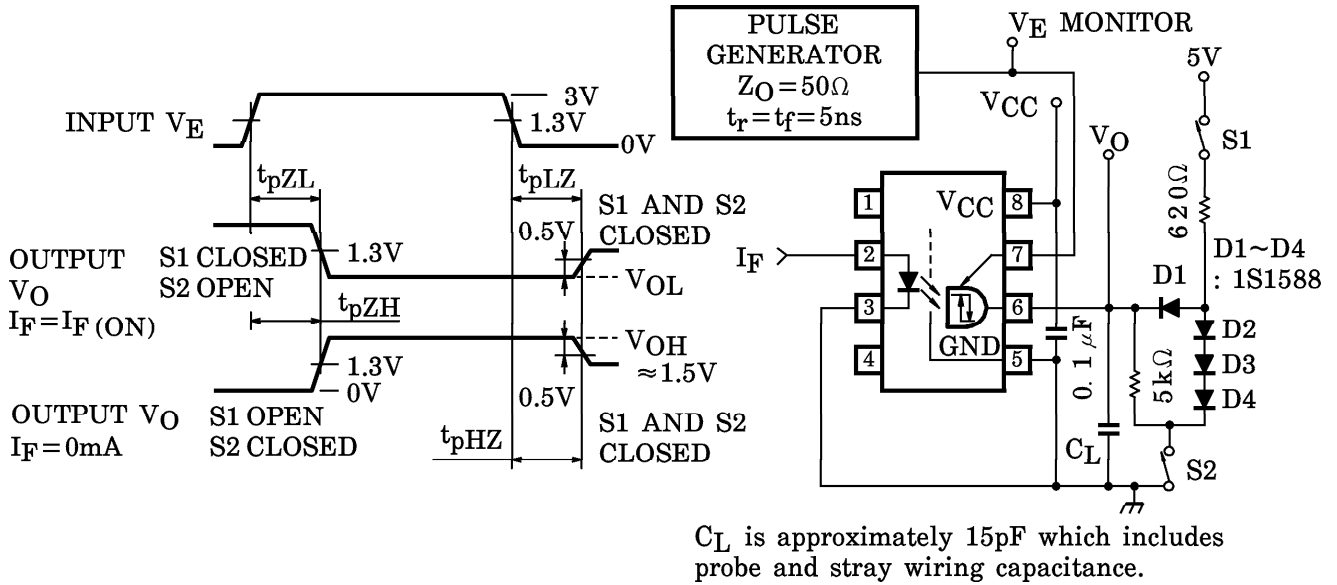 INPUT VE
3V
1.3V
0V
tpZL
tpLZ
S1 AND S2
CLOSED
0.5V
OUTPUT
VO
IF=IF(ON)
S1 CLOSED
S2 OPEN
1.3V
VOL
tpZH
VOH
≈1.5V
1.3V
0V
0.5V
OUTPUT VO
IF=0mA
S1 OPEN
S2 CLOSED
tpHZ
S1 AND S2
CLOSED
PULSE
GENERATOR
ZO=50Ω
tr=tf=5ns
VE MONITOR
VCC
5V
VO
S1
620Ω
1
2
3
4
VCC
8
7
6
GND
5
IF
D1~D4
: 1S1588
D1
D2
D3
D4
0.1μF
5kΩ
CL
S2
CL is approximately 15pF which includes
probe and stray wiring capacitance.